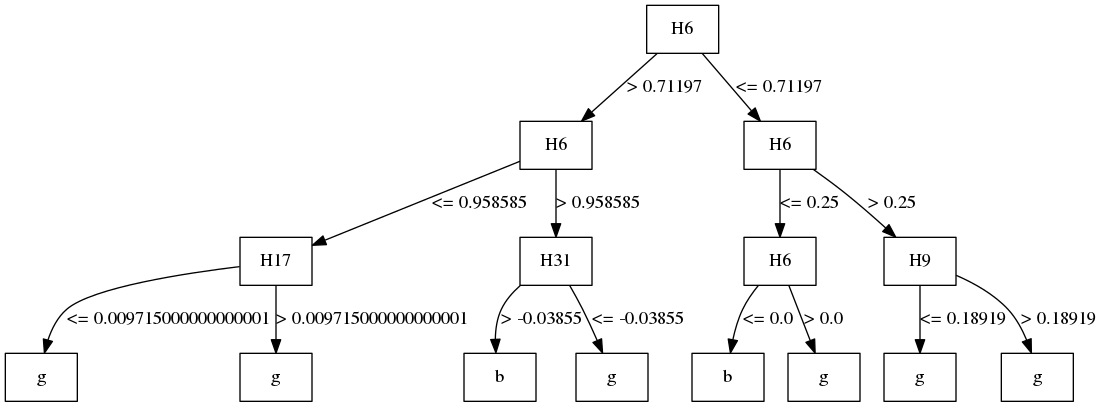 H6
> 0.71197
<= 0.71197
H6
H6
<= 0.958585
> 0.958585
<= 0.25
> 0.25
H17
H31
H6
H9
<= 0.009715000000000001
> 0.009715000000000001
> -0.03855
<= -0.03855
<= 0.0
> 0.0
<= 0.18919
> 0.18919
g
g
b
g
b
g
g
g